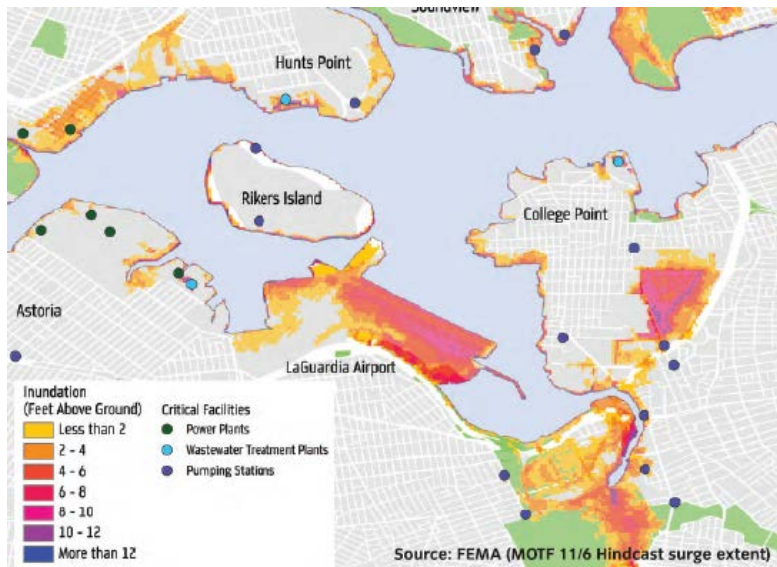 Soundview
Hunts Point
Rikers Island
College Point
Astoria
LaGuardia Airport
Inundation
(Feet Above Ground)
Less than 2
2 - 4
4 - 6
6 - 8
8 - 10
10 - 12
More than 12
Critical Facilities
Power Plants
Wastewater Treatment Plants
Pumping Stations
Source: FEMA (MOTF 11/6 Hindcast surge extent)